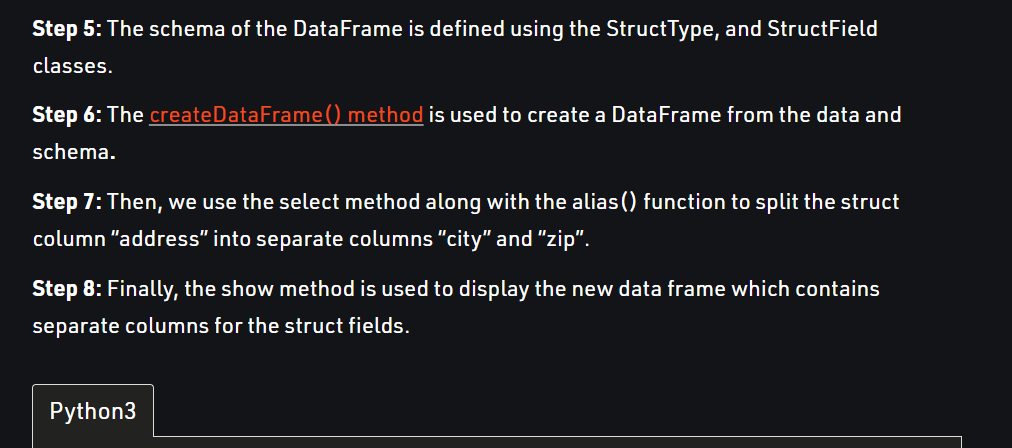 Step 5: The schema of the DataFrame is defined using the StructType, and StructField
classes.
Step 6: The createDataFrame() method is used to create a DataFrame from the data and
schema.
Step 7: Then, we use the select method along with the alias() function to split the struct
column “address” into separate columns “city” and “zip”.
Step 8: Finally, the show method is used to display the new data frame which contains
separate columns for the struct fields.
Python3